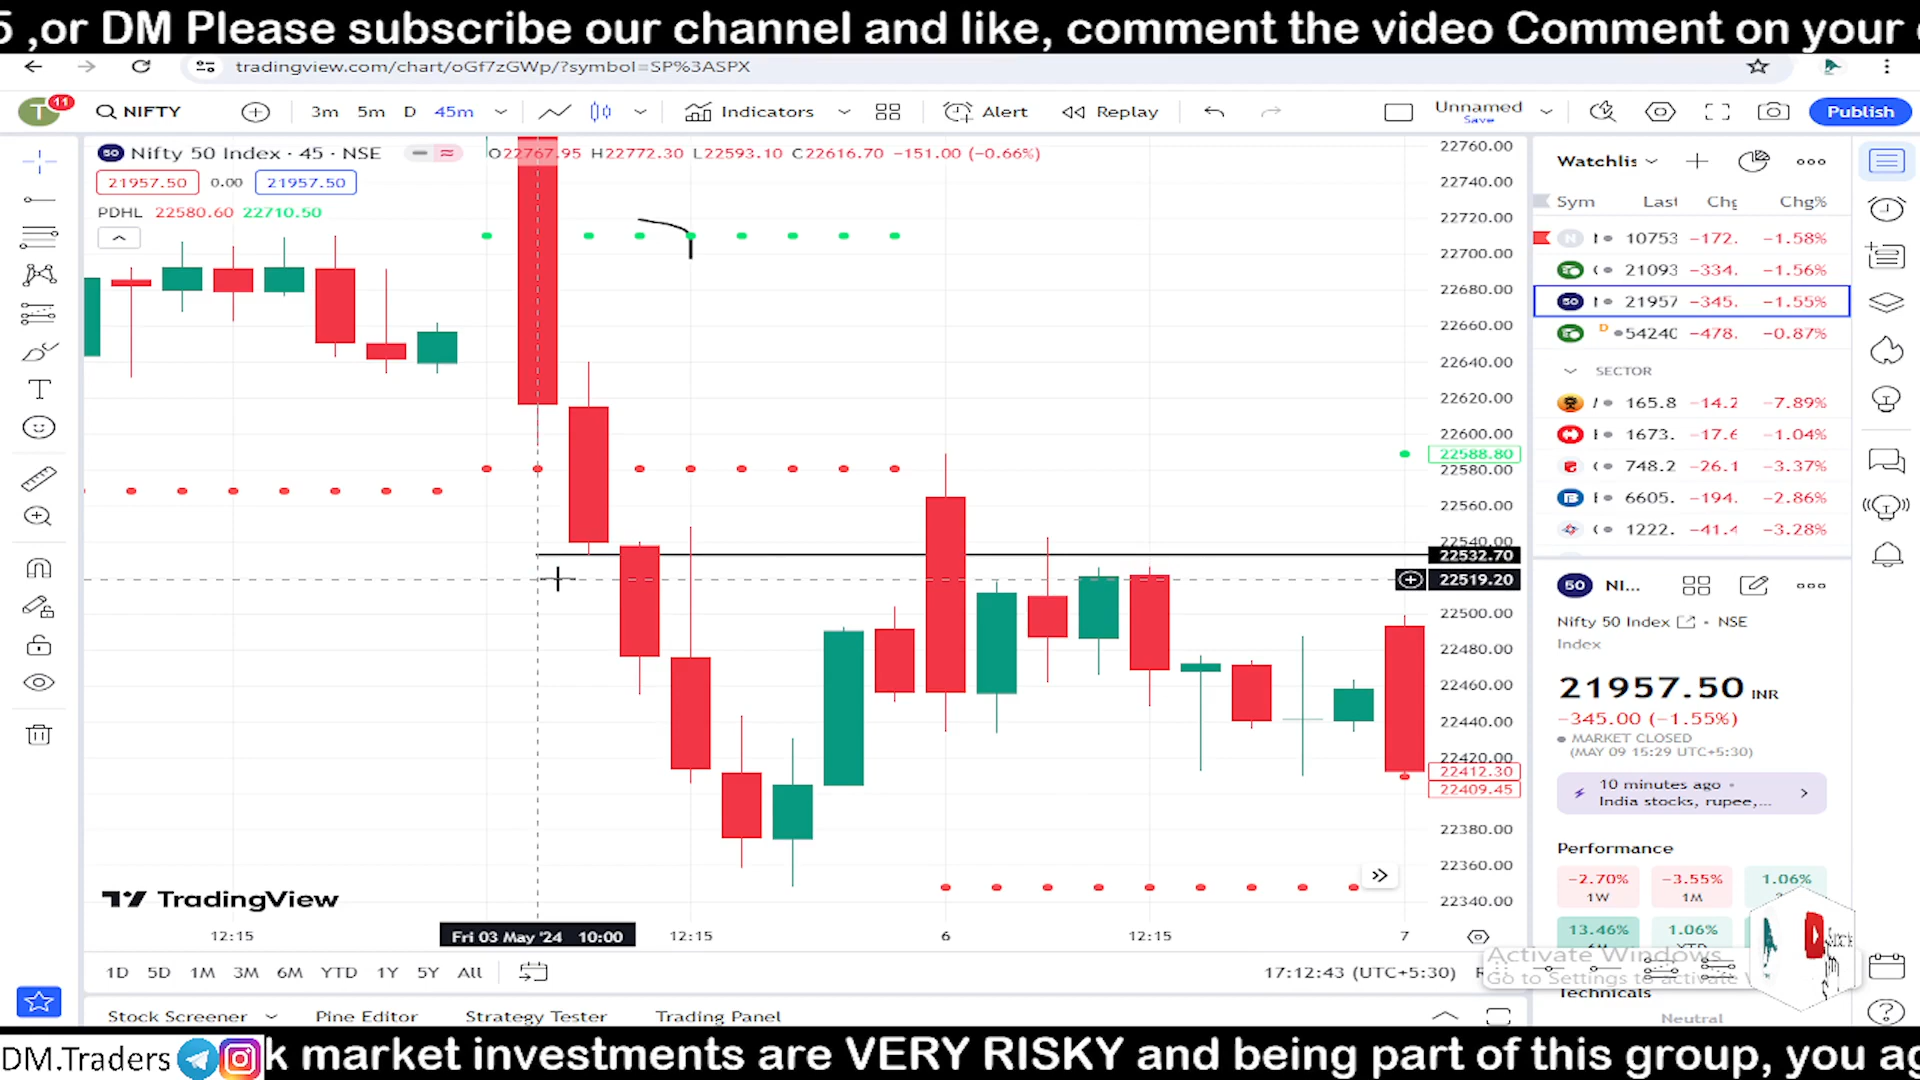 5 ,or DM Please subscribe our channel and like, comment the video Comment on your
tradingview.com/chart/oGf7zGWp/?symbol=SP%3ASPX
T 11 NIFTY 3m 5m D 45m Indicators Alert Replay Unnamed Save Publish
50 Nifty 50 Index · 45 · NSE O22767.95 H22772.30 L22593.10 C22616.70 −151.00 (−0.66%)
21957.50 0.00 21957.50
PDHL 22580.60 22710.50
22760.00
22740.00
22720.00
22700.00
22680.00
22660.00
22640.00
22620.00
22600.00
22588.80
22580.00
22560.00
22540.00
22532.70
22519.20
22500.00
22480.00
22460.00
22440.00
22420.00
22412.30
22409.45
22380.00
22360.00
22340.00
TradingView
12:15 Fri 03 May '24 10:00 12:15 6 12:15 7
1D 5D 1M 3M 6M YTD 1Y 5Y All 17:12:43 (UTC+5:30)
Stock Screener Pine Editor Strategy Tester Trading Panel
Watchlis
Sym Last Chg Chg%
10753 −172. −1.58%
21093 −334. −1.56%
50 21957 −345. −1.55%
D 5424 −478. −0.87%
SECTOR
165.8 −14.2 −7.89%
1673. −17.6 −1.04%
748.2 −26.1 −3.37%
6605. −194. −2.86%
1222. −41.4 −3.28%
50 NI...
Nifty 50 Index · NSE
Index
21957.50 INR
−345.00 (−1.55%)
MARKET CLOSED
(MAY 09 15:29 UTC+5:30)
10 minutes ago ·
India stocks, rupee,...
Performance
−2.70% −3.55% 1.06%
1W 1M
13.46% 1.06%
Activate Windows
Go to Settings to activate
Technicals
Neutral
DM.Traders k market investments are VERY RISKY and being part of this group, you ag